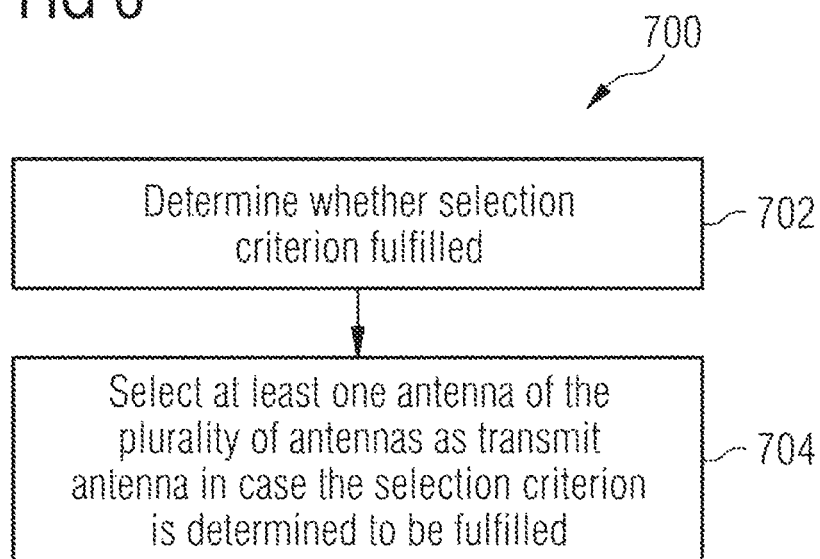 700
Determine whether selection
criterion fulfilled
702
Select at least one antenna of the
plurality of antennas as transmit
antenna in case the selection criterion
is determined to be fulfilled
704